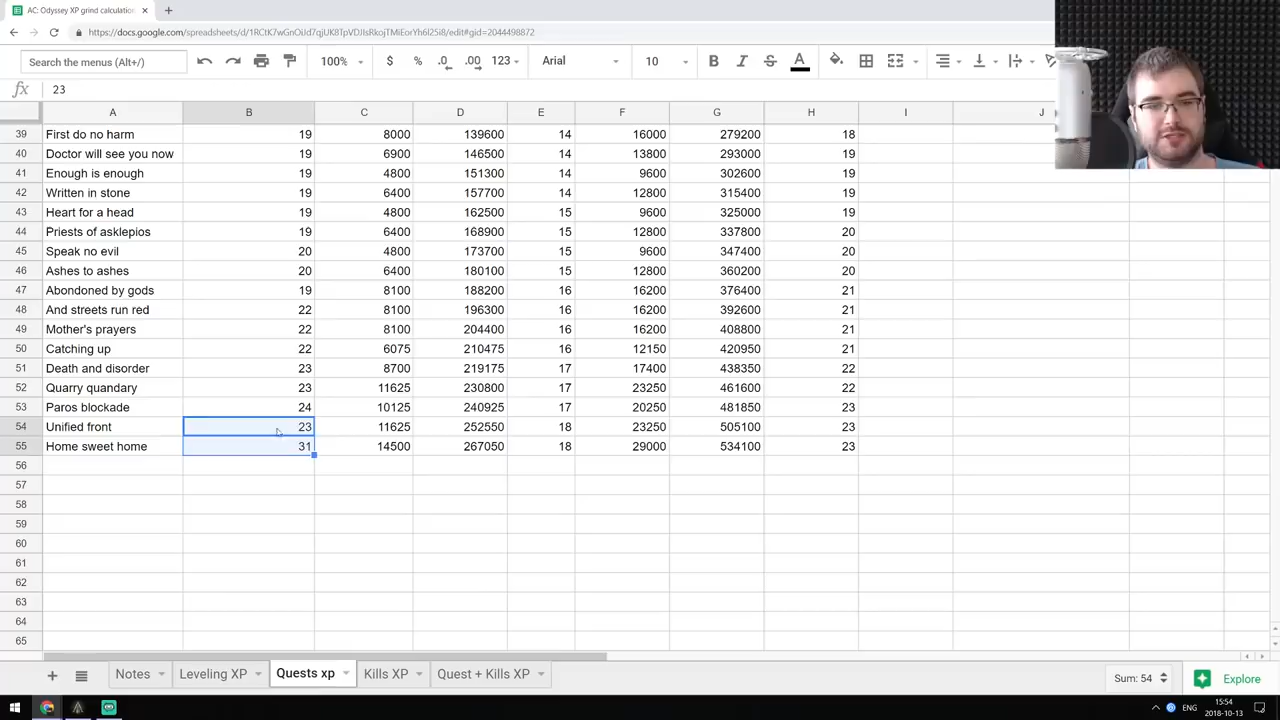 AC: Odyssey XP grind calculation
https://docs.google.com/spreadsheets/
Search the menus (Alt+/) 100% $ % .0 .00 123 Arial 10 B I S A
fx 23
A B C D E F G H I J
39 First do no harm 19 8000 139600 14 16000 279200 18
40 Doctor will see you now 19 6900 146500 14 13800 293000 19
41 Enough is enough 19 4800 151300 14 9600 302600 19
42 Written in stone 19 6400 157700 14 12800 315400 19
43 Heart for a head 19 4800 162500 15 9600 325000 19
44 Priests of asklepios 19 6400 168900 15 12800 337800 20
45 Speak no evil 20 4800 173700 15 9600 347400 20
46 Ashes to ashes 20 6400 180100 15 12800 360200 20
47 Abondoned by gods 19 8100 188200 16 16200 376400 21
48 And streets run red 22 8100 196300 16 16200 392600 21
49 Mother's prayers 22 8100 204400 16 16200 408800 21
50 Catching up 22 6075 210475 16 12150 420950 21
51 Death and disorder 23 8700 219175 17 17400 438350 22
52 Quarry quandary 23 11625 230800 17 23250 461600 22
53 Paros blockade 24 10125 240925 17 20250 481850 23
54 Unified front 23 11625 252550 18 23250 505100 23
55 Home sweet home 31 14500 267050 18 29000 534100 23
56
57
58
59
60
61
62
63
64
65
Notes Leveling XP Quests xp Kills XP Quest + Kills XP Sum: 54 Explore
ENG 15:54
2018-10-13